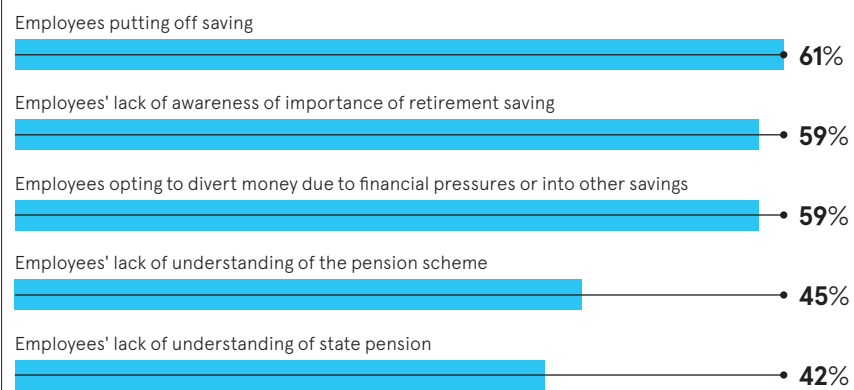 Employees putting off saving
61%
Employees' lack of awareness of importance of retirement saving
59%
Employees opting to divert money due to financial pressures or into other savings
59%
Employees' lack of understanding of the pension scheme
45%
Employees' lack of understanding of state pension
42%